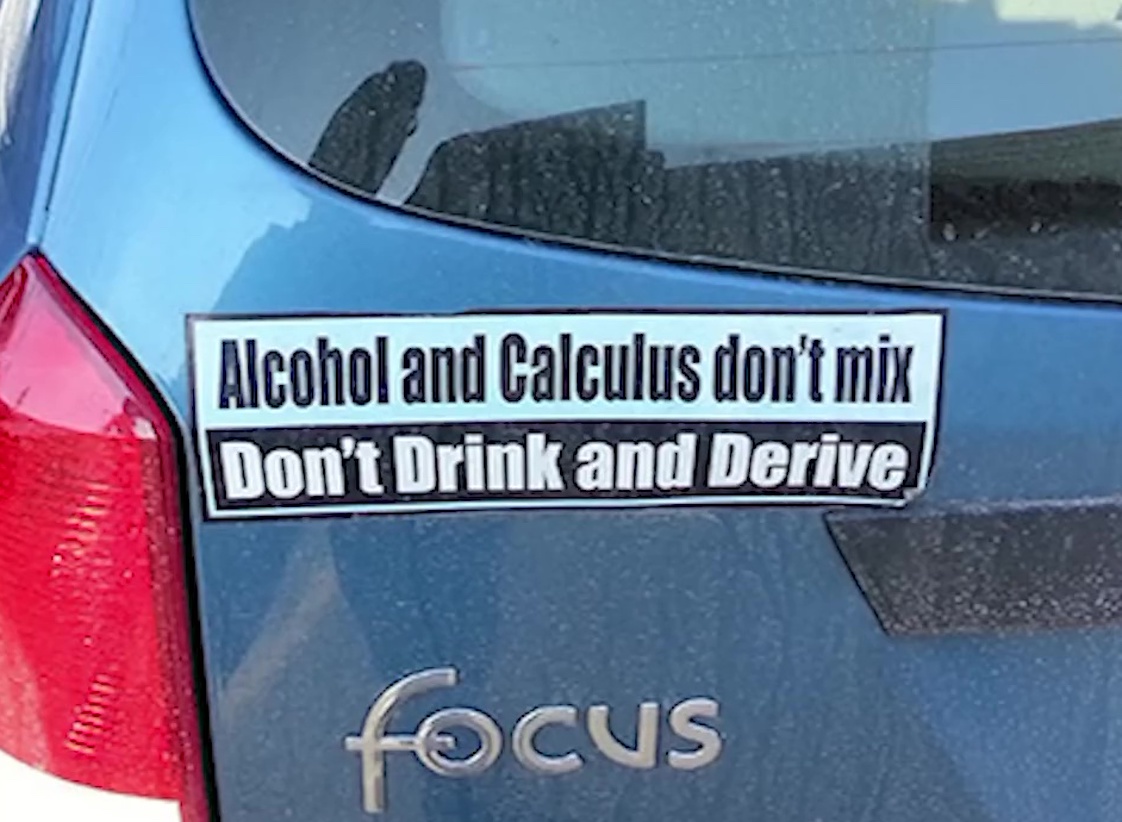 Alcohol and Calculus don't mix
Don't Drink and Derive
focus